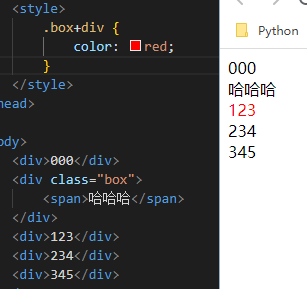 <style>
.box+div {
color: red;
}
</style>
head>
body>
<div>000</div>
<div class="box">
<span>哈哈哈</span>
</div>
<div>123</div>
<div>234</div>
<div>345</div>
Python
000
哈哈哈
123
234
345